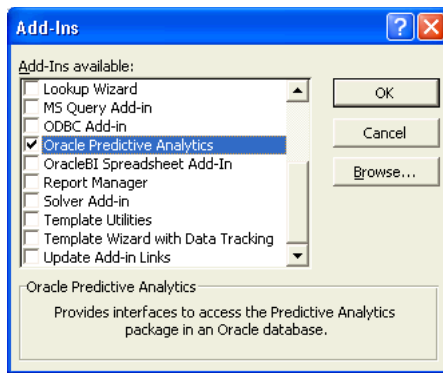 Add-Ins
Add-Ins available:
Lookup Wizard
MS Query Add-in
ODBC Add-in
Oracle Predictive Analytics
OracleBI Spreadsheet Add-In
Report Manager
Solver Add-in
Template Utilities
Template Wizard with Data Tracking
Update Add-in Links
OK
Cancel
Browse...
Oracle Predictive Analytics
Provides interfaces to access the Predictive Analytics
package in an Oracle database.